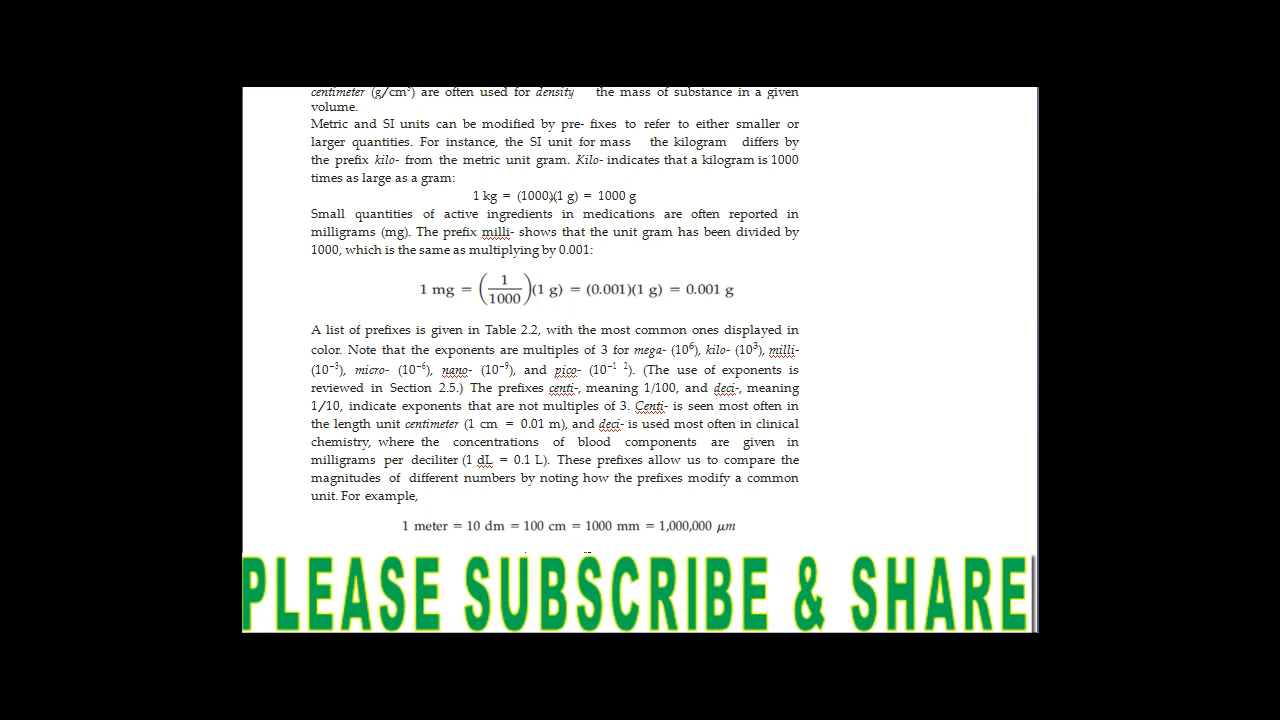 centimeter (g/cm³) are often used for density the mass of substance in a given
volume.
Metric and SI units can be modified by pre- fixes to refer to either smaller or
larger quantities. For instance, the SI unit for mass the kilogram differs by
the prefix kilo- from the metric unit gram. Kilo- indicates that a kilogram is 1000
times as large as a gram:
1 kg = (1000)(1 g) = 1000 g
Small quantities of active ingredients in medications are often reported in
milligrams (mg). The prefix milli- shows that the unit gram has been divided by
1000, which is the same as multiplying by 0.001:
1 mg = (1/1000)(1 g) = (0.001)(1 g) = 0.001 g
A list of prefixes is given in Table 2.2, with the most common ones displayed in
color. Note that the exponents are multiples of 3 for mega- (10⁶), kilo- (10³), milli-
(10⁻³), micro- (10⁻⁶), nano- (10⁻⁹), and pico- (10⁻¹ ²). (The use of exponents is
reviewed in Section 2.5.) The prefixes centi-, meaning 1/100, and deci-, meaning
1/10, indicate exponents that are not multiples of 3. Centi- is seen most often in
the length unit centimeter (1 cm = 0.01 m), and deci- is used most often in clinical
chemistry, where the concentrations of blood components are given in
milligrams per deciliter (1 dL = 0.1 L). These prefixes allow us to compare the
magnitudes of different numbers by noting how the prefixes modify a common
unit. For example,
1 meter = 10 dm = 100 cm = 1000 mm = 1,000,000 μm
PLEASE SUBSCRIBE & SHARE